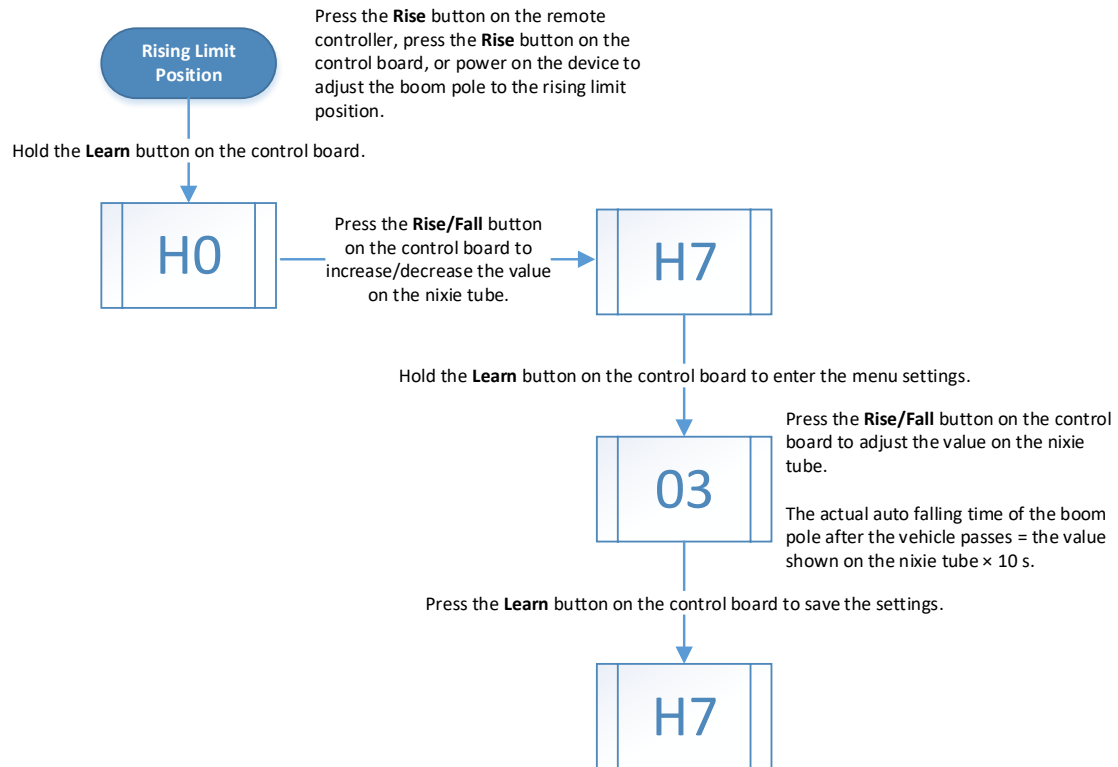 Press the Rise button on the remote
controller, press the Rise button on the
control board, or power on the device to
adjust the boom pole to the rising limit
position.
Rising Limit
Position
Hold the Learn button on the control board.
H0
Press the Rise/Fall button
on the control board to
increase/decrease the value
on the nixie tube.
H7
Hold the Learn button on the control board to enter the menu settings.
03
Press the Rise/Fall button on the control
board to adjust the value on the nixie
tube.
The actual auto falling time of the boom
pole after the vehicle passes = the value
shown on the nixie tube × 10 s.
Press the Learn button on the control board to save the settings.
H7